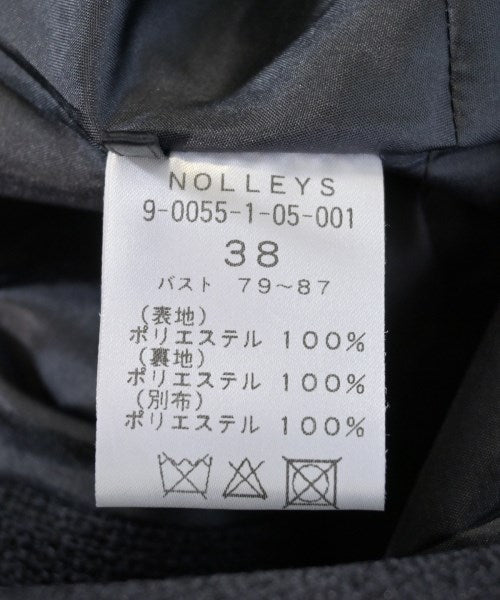 NOLLEYS
9-0055-1-05-001
38
バスト 79～87
(表地)
ポリエステル 100%
(裏地)
ポリエステル 100%
(別布)
ポリエステル 100%